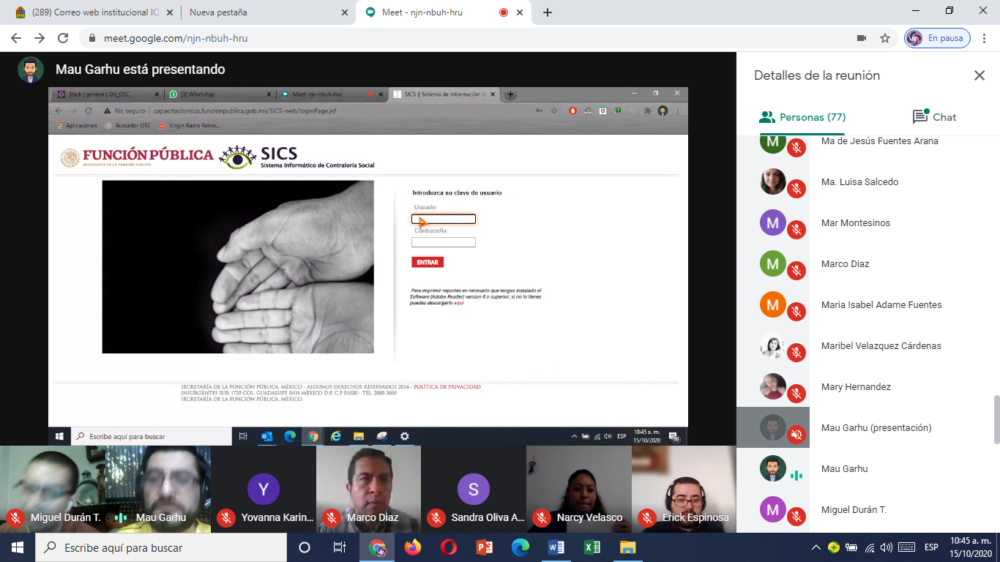 (289) Correo web institucional IQ
Nueva pestaña
Meet - njn-nbuh-hru
meet.google.com/njn-nbuh-hru
En pausa
Mau Garhu está presentando
Slack | general | DG_OSC
(3) WhatsApp
Meet: njn-nbuh-hru
SICS || Sistema de Información d
No seguro | capacitacionsics.funcionpublica.gob.mx/SICS-web/loginPage.jsf
Aplicaciones
Buscador OSC
Virgin Radio Reino...
FUNCIÓN PÚBLICA
SECRETARÍA DE LA FUNCIÓN PÚBLICA
SICS
Sistema Informático de Contraloría Social
Introduzca su clave de usuario
Usuario:
Contraseña:
ENTRAR
Para imprimir reportes es necesario que tengas instalado el
Software (Adobe Reader) version 6 o superior, si no lo tienes
puedes descargarlo aquí
SECRETARÍA DE LA FUNCIÓN PÚBLICA, MÉXICO - ALGUNOS DERECHOS RESERVADOS 2014 - POLÍTICA DE PRIVACIDAD
INSURGENTES SUR 1735 COL. GUADALUPE INN MÉXICO D.F. C.P 01020 - TEL. 2000 3000
SECRETARÍA DE LA FUNCIÓN PÚBLICA. MÉXICO
Escribe aquí para buscar
ESP
10:45 a. m.
15/10/2020
19
Miguel Durán T.
Mau Garhu
Y
Yovanna Karin...
Marco Diaz
S
Sandra Oliva A...
Narcy Velasco
Erick Espinosa
Detalles de la reunión
Personas (77)
Chat
M
Ma de Jesús Fuentes Arana
Ma. Luisa Salcedo
M
Mar Montesinos
M
Marco Diaz
M
Maria Isabel Adame Fuentes
Maribel Velazquez Cárdenas
Mary Hernandez
Mau Garhu (presentación)
Mau Garhu
M
Miguel Durán T.
Escribe aquí para buscar
ESP
10:45 a. m.
15/10/2020